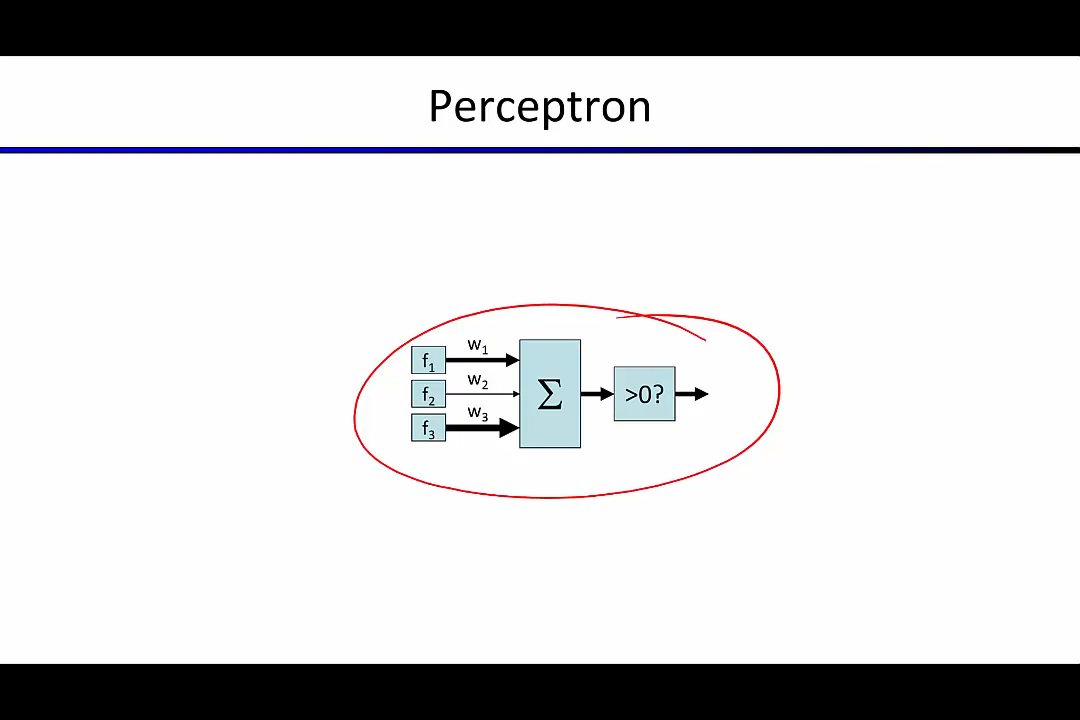 Perceptron
f₁ w₁
f₂ w₂
f₃ w₃
Σ
>0?